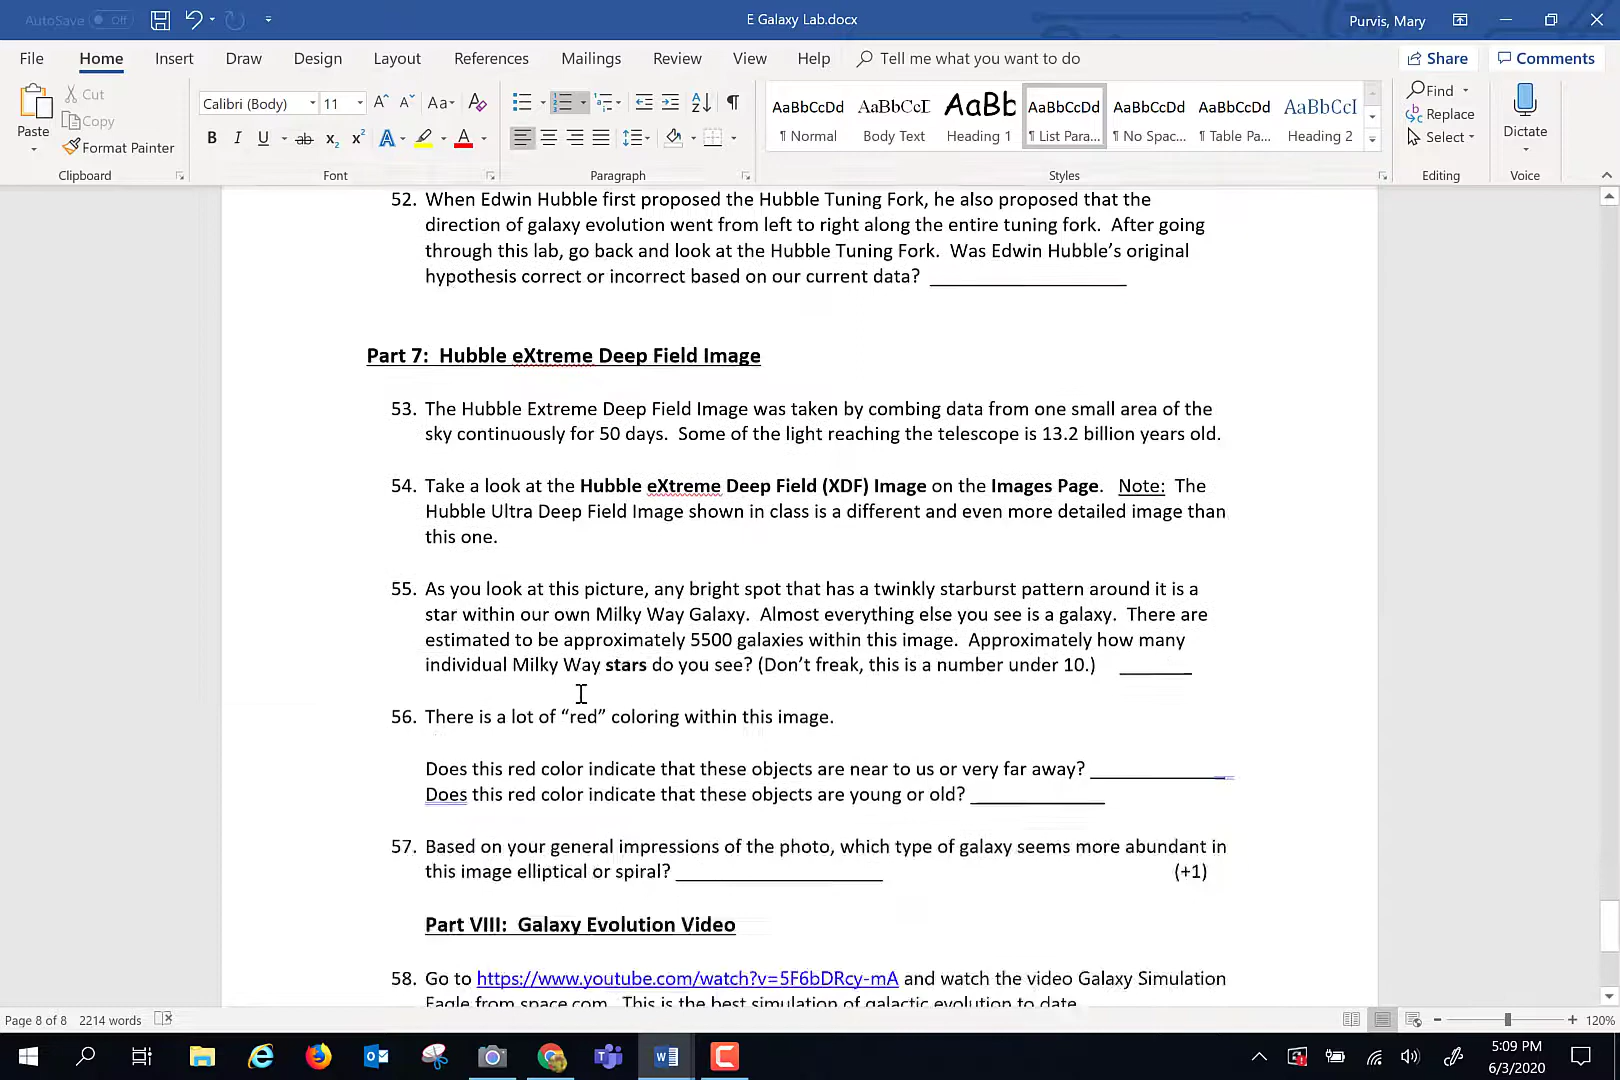 AutoSave Off
E Galaxy Lab.docx
Purvis, Mary
File Home Insert Draw Design Layout References Mailings Review View Help Tell me what you want to do
Share Comments
Paste
Cut
Copy
Format Painter
Clipboard
Calibri (Body) 11
Font
Paragraph
AaBbCcDd AaBbCcD AaBb AaBbCcDd AaBbCcDd AaBbCcDd AaBbCcI
¶ Normal Body Text Heading 1 ¶ List Para... ¶ No Spac... ¶ Table Pa... Heading 2
Styles
Find
Replace
Select
Editing
Dictate
Voice
52. When Edwin Hubble first proposed the Hubble Tuning Fork, he also proposed that the
direction of galaxy evolution went from left to right along the entire tuning fork. After going
through this lab, go back and look at the Hubble Tuning Fork. Was Edwin Hubble’s original
hypothesis correct or incorrect based on our current data? ____________________
Part 7: Hubble eXtreme Deep Field Image
53. The Hubble Extreme Deep Field Image was taken by combing data from one small area of the
sky continuously for 50 days. Some of the light reaching the telescope is 13.2 billion years old.
54. Take a look at the Hubble eXtreme Deep Field (XDF) Image on the Images Page. Note: The
Hubble Ultra Deep Field Image shown in class is a different and even more detailed image than
this one.
55. As you look at this picture, any bright spot that has a twinkly starburst pattern around it is a
star within our own Milky Way Galaxy. Almost everything else you see is a galaxy. There are
estimated to be approximately 5500 galaxies within this image. Approximately how many
individual Milky Way stars do you see? (Don’t freak, this is a number under 10.) _______
56. There is a lot of “red” coloring within this image.
Does this red color indicate that these objects are near to us or very far away? ______________
Does this red color indicate that these objects are young or old? _____________
57. Based on your general impressions of the photo, which type of galaxy seems more abundant in
this image elliptical or spiral? _____________________ (+1)
Part VIII: Galaxy Evolution Video
58. Go to https://www.youtube.com/watch?v=5F6bDRcy-mA and watch the video Galaxy Simulation
Eagle from space.com. This is the best simulation of galactic evolution to date.
Page 8 of 8 2214 words
120%
5:09 PM
6/3/2020